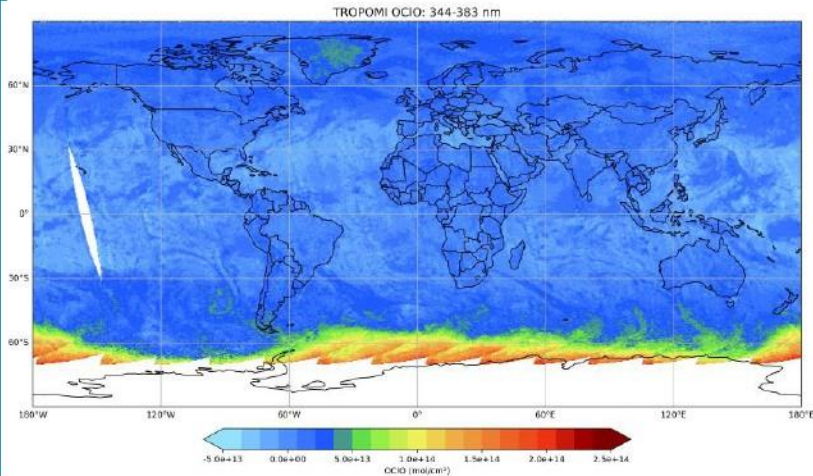 TROPOMI OClO: 344-383 nm
60°N
30°N
0°
30°S
60°S
180°W 120°W 60°W 0° 60°E 120°E 180°E
-5.0e+13 0.0e+00 5.0e+13 1.0e+14 1.5e+14 2.0e+14 2.5e+14
OClO (mol/cm²)